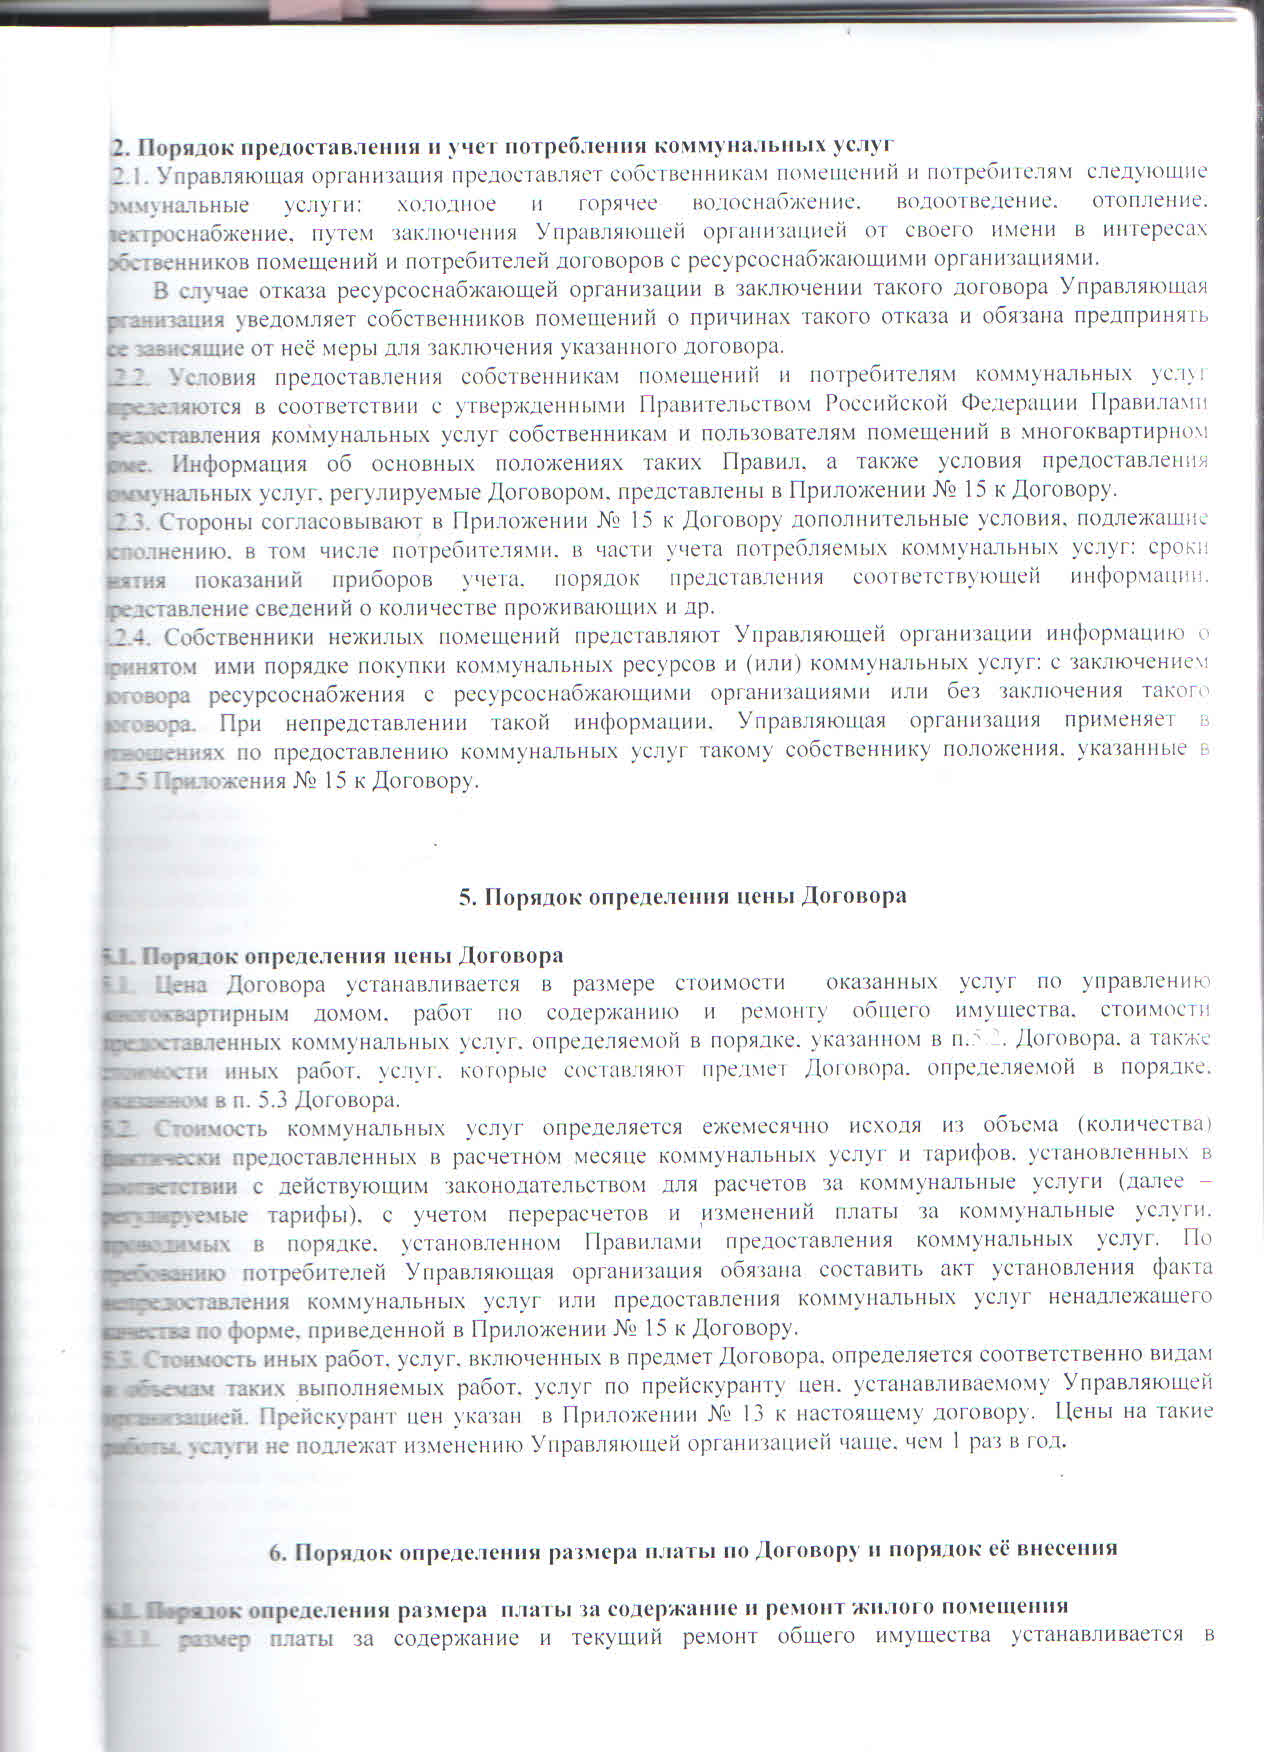 2. Порядок предоставления и учет потребления коммунальных услуг
.2.1. Управляющая организация предоставляет собственникам помещений и потребителям следующие
оммунальные услуги: холодное и горячее водоснабжение, водоотведение, отопление,
лектроснабжение, путем заключения Управляющей организацией от своего имени в интересах
обственников помещений и потребителей договоров с ресурсоснабжающими организациями.
В случае отказа ресурсоснабжающей организации в заключении такого договора Управляющая
рганизация уведомляет собственников помещений о причинах такого отказа и обязана предпринять
се зависящие от неё меры для заключения указанного договора.
.2.2. Условия предоставления собственникам помещений и потребителям коммунальных услуг
пределяются в соответствии с утвержденными Правительством Российской Федерации Правилами
редоставления коммунальных услуг собственникам и пользователям помещений в многоквартирном
оме. Информация об основных положениях таких Правил, а также условия предоставления
оммунальных услуг, регулируемые Договором, представлены в Приложении № 15 к Договору.
.2.3. Стороны согласовывают в Приложении № 15 к Договору дополнительные условия, подлежащие
сполнению, в том числе потребителями, в части учета потребляемых коммунальных услуг: сроки
нятия показаний приборов учета, порядок представления соответствующей информации,
редставление сведений о количестве проживающих и др.
.2.4. Собственники нежилых помещений представляют Управляющей организации информацию о
ринятом ими порядке покупки коммунальных ресурсов и (или) коммунальных услуг: с заключением
оговора ресурсоснабжения с ресурсоснабжающими организациями или без заключения такого
оговора. При непредставлении такой информации, Управляющая организация применяет в
тношениях по предоставлению коммунальных услуг такому собственнику положения, указанные в
.2.5 Приложения № 15 к Договору.
5. Порядок определения цены Договора
5.1. Порядок определения цены Договора
5.1. Цена Договора устанавливается в размере стоимости оказанных услуг по управлению
многоквартирным домом, работ по содержанию и ремонту общего имущества, стоимости
предоставленных коммунальных услуг, определяемой в порядке, указанном в п.5.2. Договора, а также
стоимости иных работ, услуг, которые составляют предмет Договора, определяемой в порядке,
указанном в п. 5.3 Договора.
5.2. Стоимость коммунальных услуг определяется ежемесячно исходя из объема (количества)
фактически предоставленных в расчетном месяце коммунальных услуг и тарифов, установленных в
соответствии с действующим законодательством для расчетов за коммунальные услуги (далее –
регулируемые тарифы), с учетом перерасчетов и изменений платы за коммунальные услуги,
проводимых в порядке, установленном Правилами предоставления коммунальных услуг. По
требованию потребителей Управляющая организация обязана составить акт установления факта
непредоставления коммунальных услуг или предоставления коммунальных услуг ненадлежащего
качества по форме, приведенной в Приложении № 15 к Договору.
5.3. Стоимость иных работ, услуг, включенных в предмет Договора, определяется соответственно видам
и объемам таких выполняемых работ, услуг по прейскуранту цен, устанавливаемому Управляющей
организацией. Прейскурант цен указан в Приложении № 13 к настоящему договору. Цены на такие
работы, услуги не подлежат изменению Управляющей организацией чаще, чем 1 раз в год.
6. Порядок определения размера платы по Договору и порядок её внесения
6.1. Порядок определения размера платы за содержание и ремонт жилого помещения
6.1.1. размер платы за содержание и текущий ремонт общего имущества устанавливается в